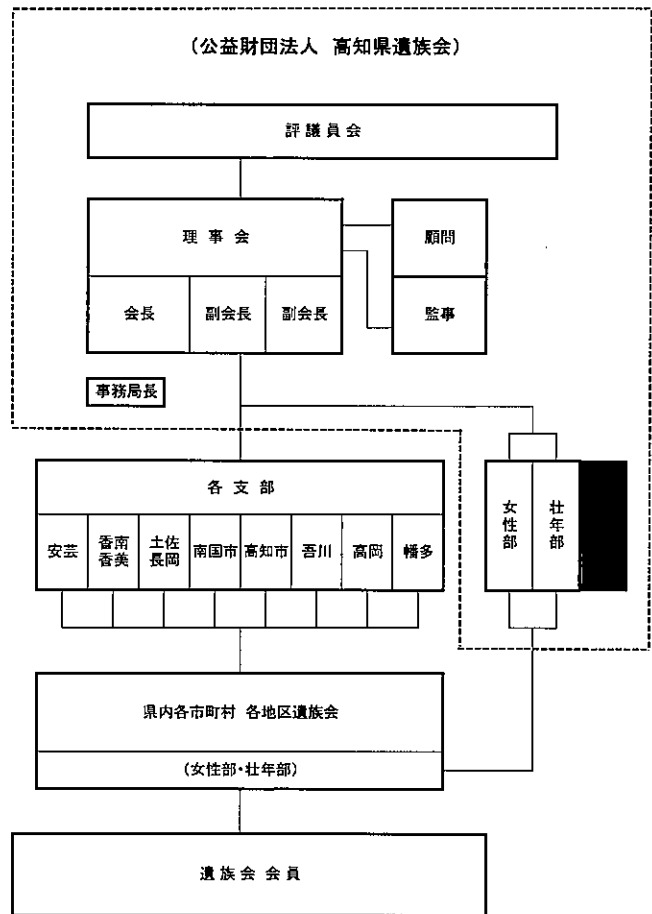 (公益財団法人 高知県遺族会)
評議員会
理事会
顧問
会長
副会長
副会長
監事
事務局長
各支部
安芸
香南
香美
土佐
長岡
南国市
高知市
吾川
高岡
幡多
女性部
壮年部
県内各市町村 各地区遺族会
(女性部・壮年部)
遺族会 会員